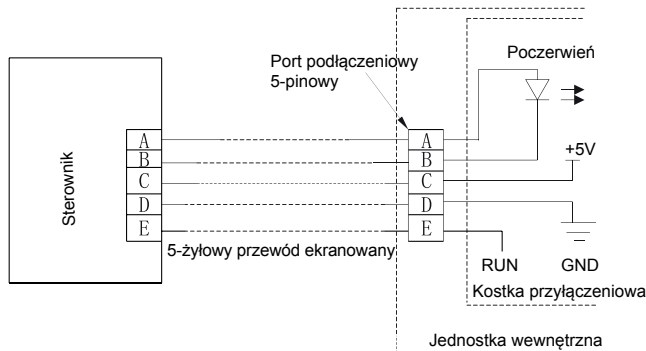 Port podłączeniowy
5-pinowy
Poczerwień
Sterownik
A
B
C
D
E
A
B
C
D
E
+5V
5-żyłowy przewód ekranowany
RUN
GND
Kostka przyłączeniowa
Jednostka wewnętrzna